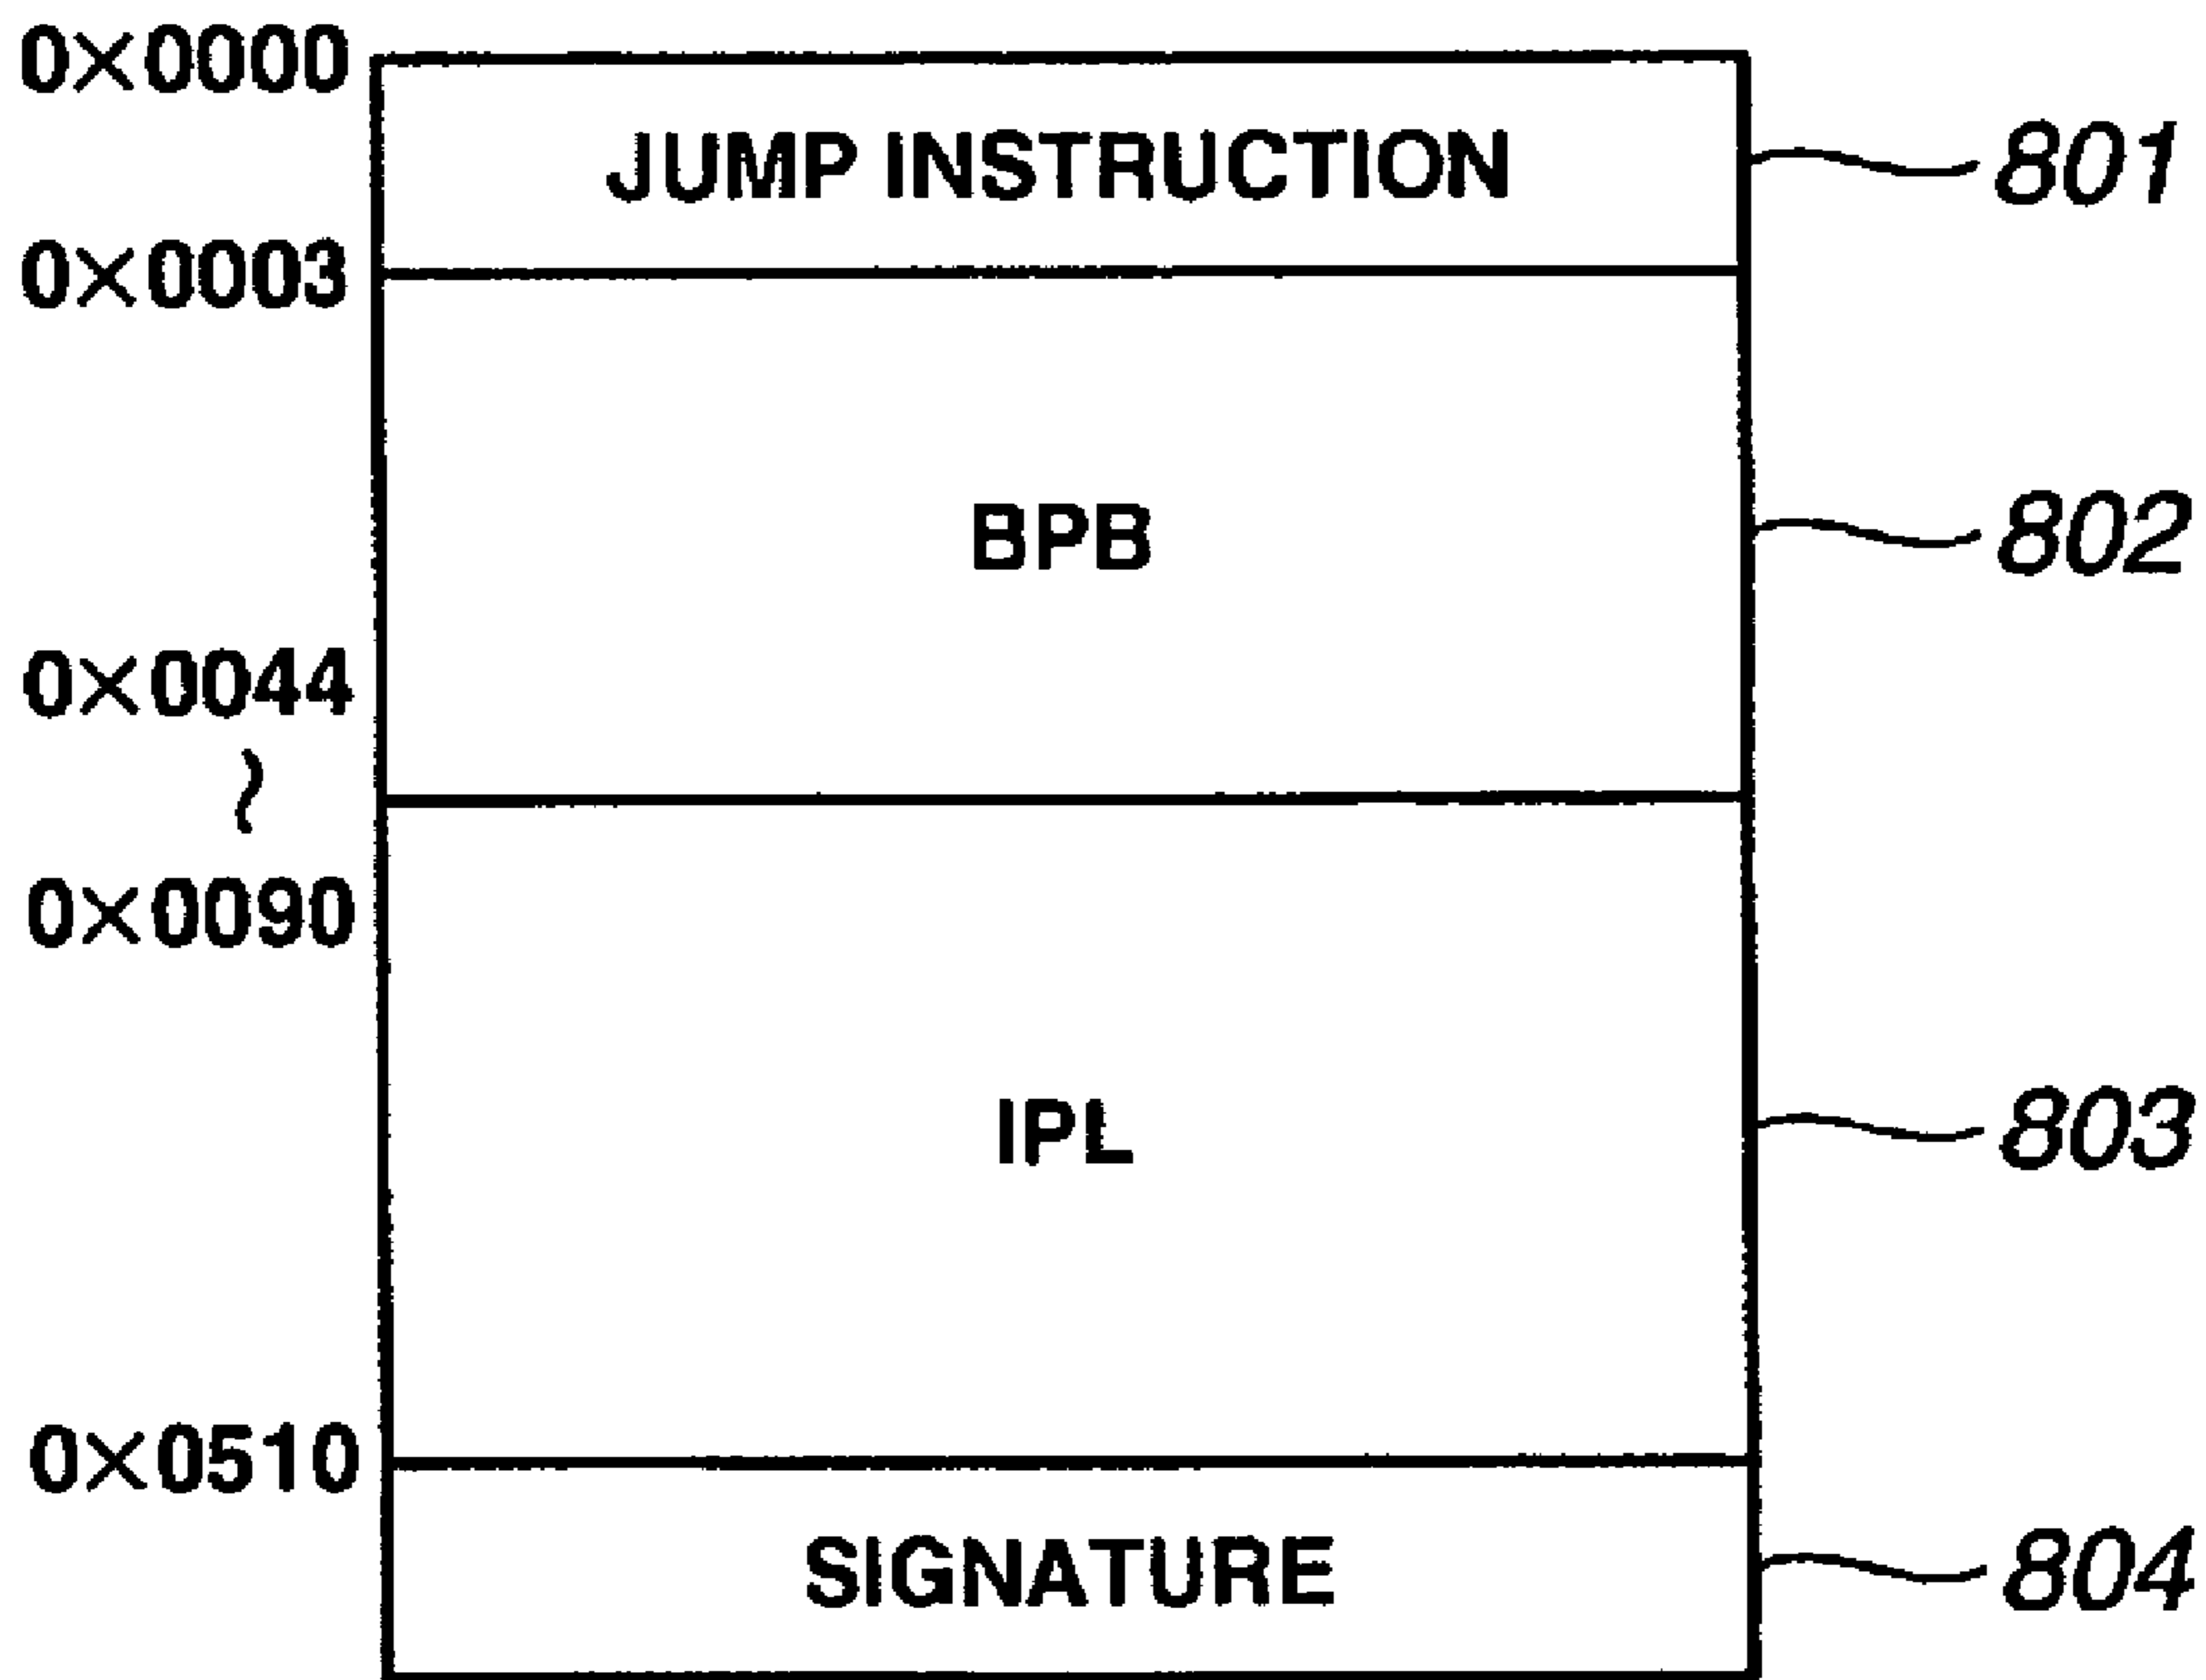 0×0000
JUMP INSTRUCTION 801
0×0003
BPB 802
0×0044
~
0×0090
IPL 803
0×0510
SIGNATURE 804